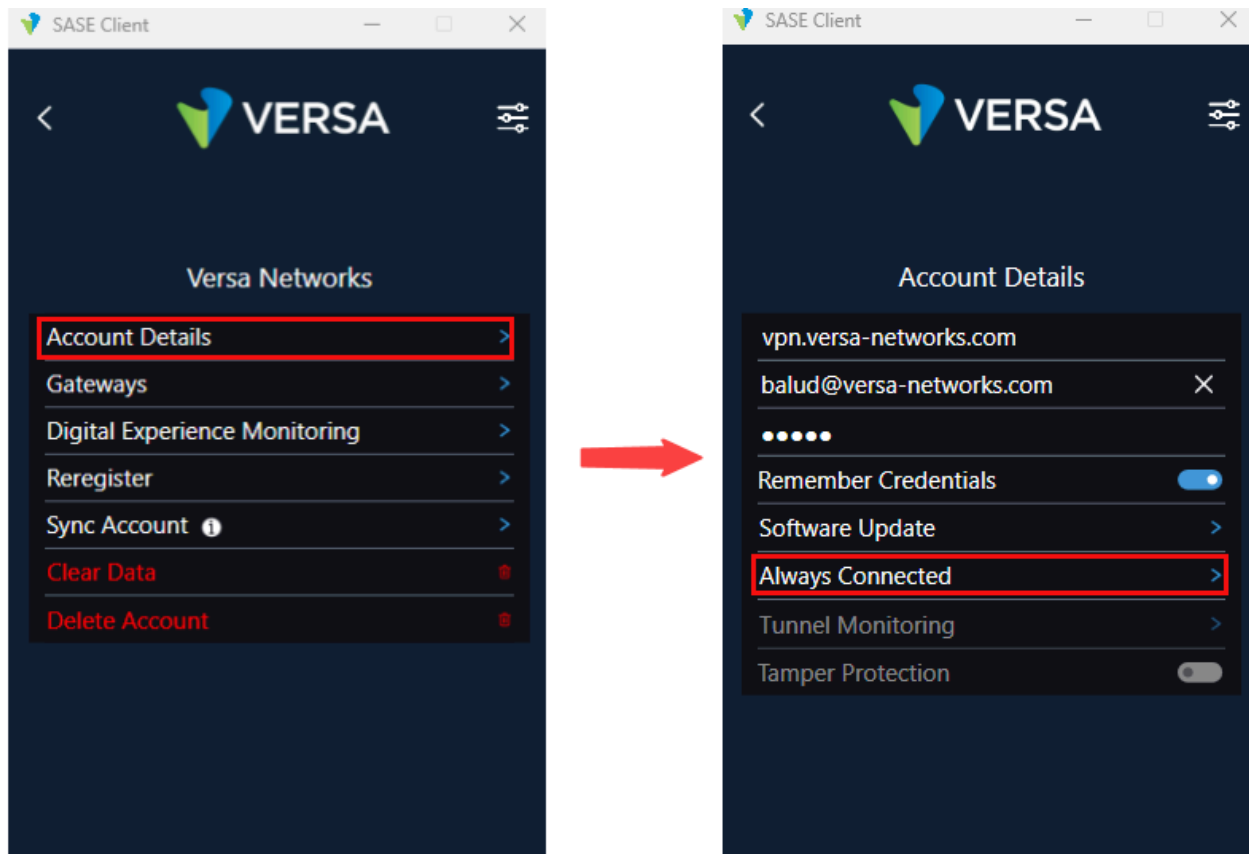 SASE Client
VERSA
Versa Networks
Account Details
Gateways
Digital Experience Monitoring
Reregister
Sync Account
Clear Data
Delete Account
SASE Client
VERSA
Account Details
vpn.versa-networks.com
balud@versa-networks.com
•••••
Remember Credentials
Software Update
Always Connected
Tunnel Monitoring
Tamper Protection